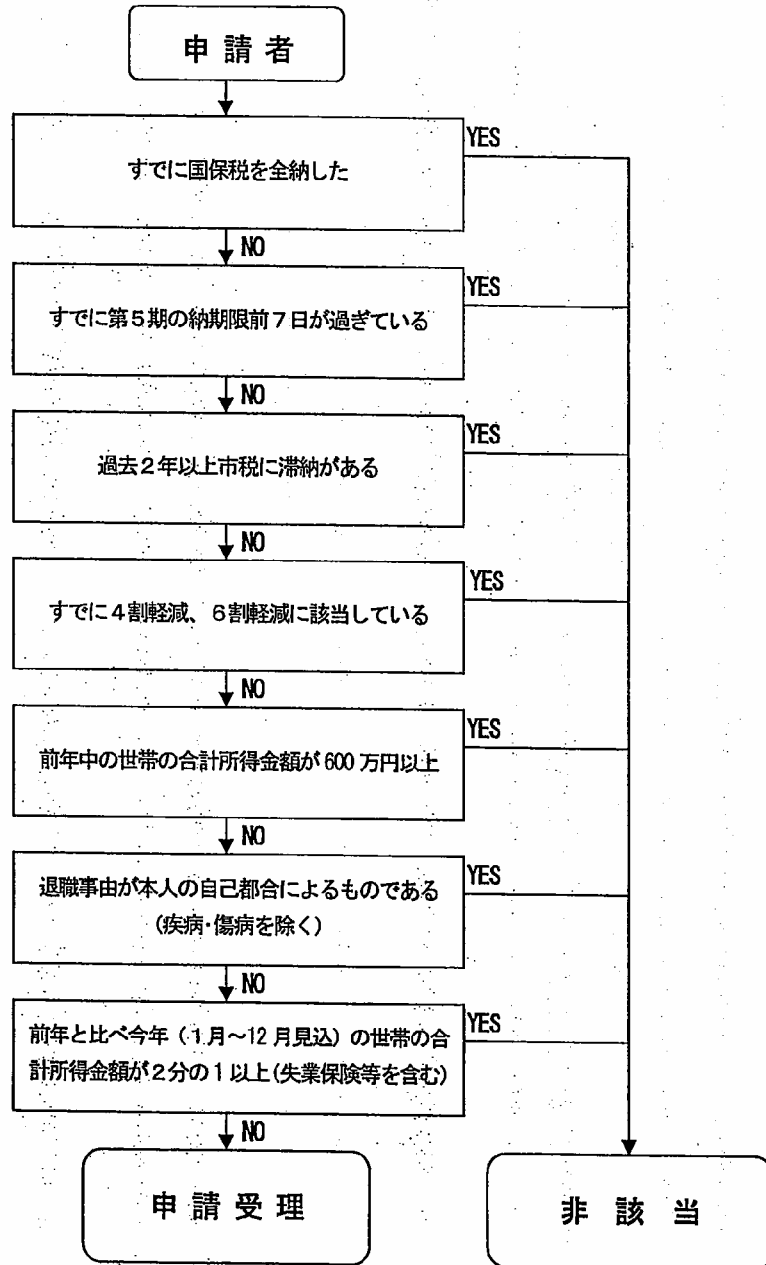 申請者
YES
すでに国保税を全納した
NO
YES
すでに第5期の納期限前7日が過ぎている
NO
YES
過去2年以上市税に滞納がある
NO
YES
すでに4割軽減、6割軽減に該当している
NO
YES
前年中の世帯の合計所得金額が600万円以上
NO
YES
退職事由が本人の自己都合によるものである
(疾病・傷病を除く)
NO
YES
前年と比べ今年(1月~12月見込)の世帯の合
計所得金額が2分の1以上(失業保険等を含む)
NO
申請受理
非該当